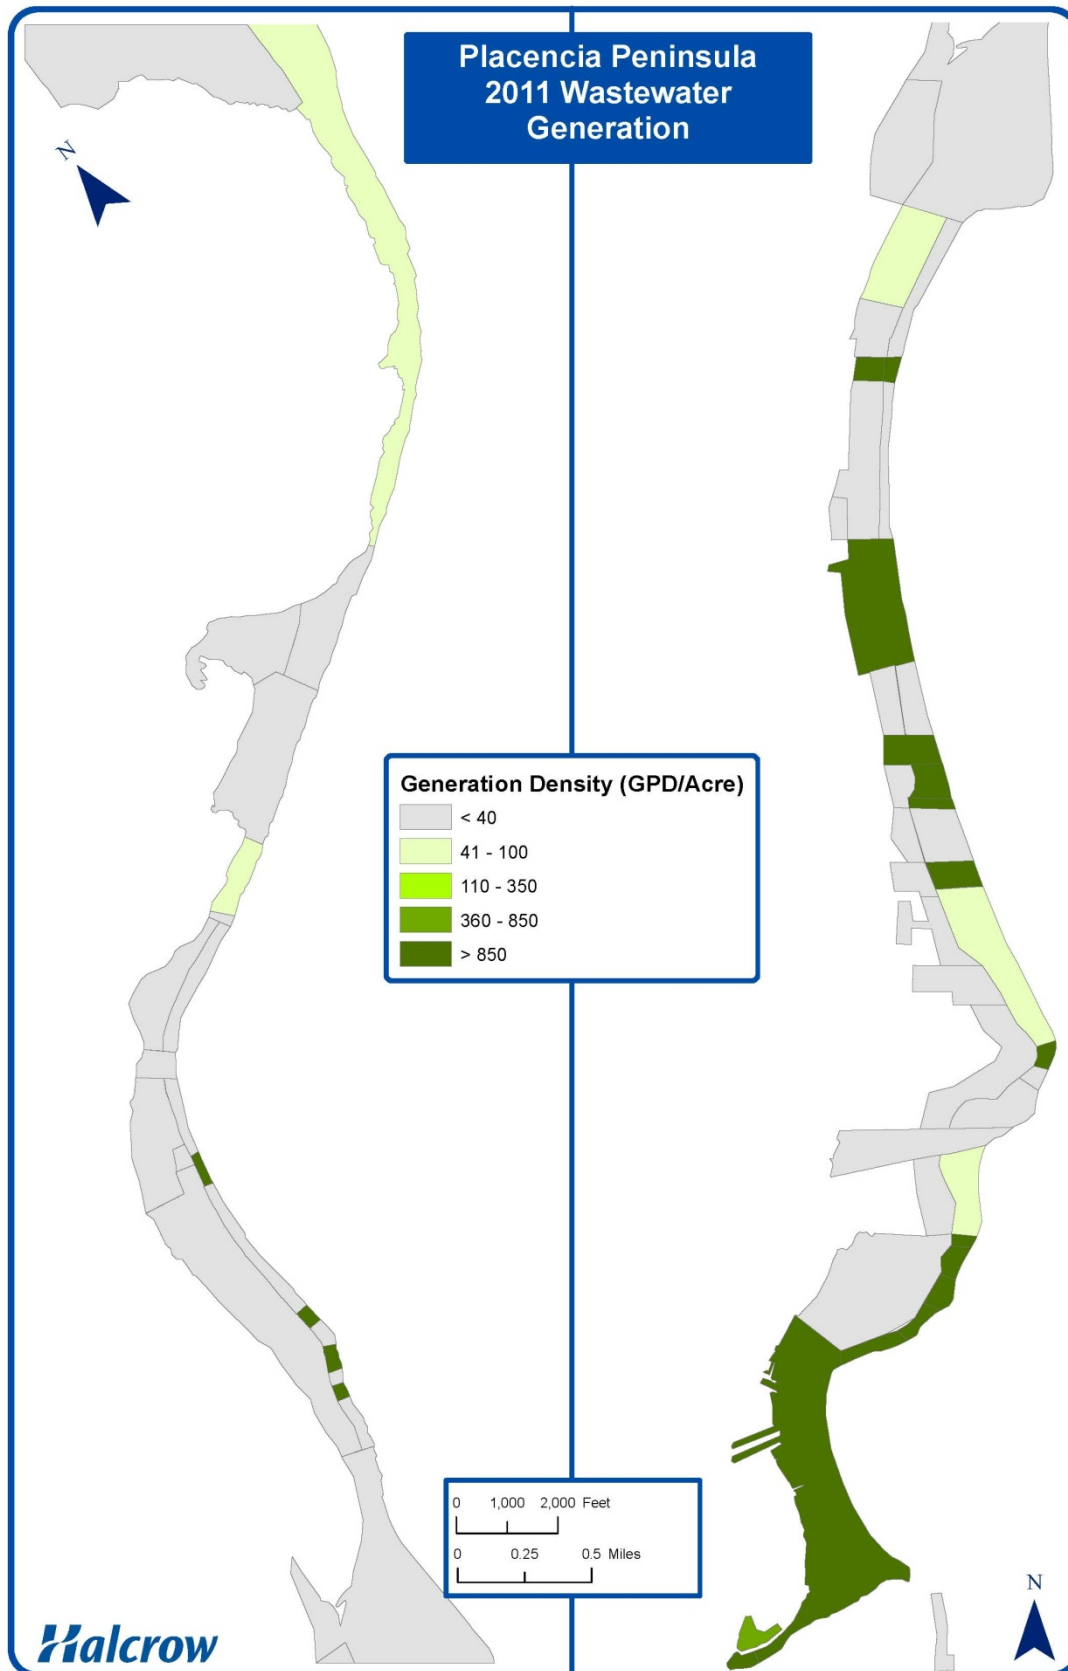 Placencia Peninsula
2011 Wastewater
Generation
N
Generation Density (GPD/Acre)
< 40
41 - 100
110 - 350
360 - 850
> 850
0 1,000 2,000 Feet
0 0.25 0.5 Miles
N
Halcrow